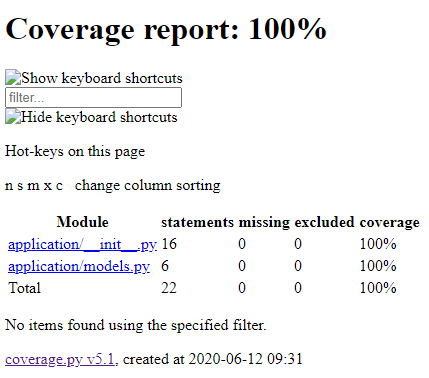 Coverage report: 100%
Show keyboard shortcuts
filter...
Hide keyboard shortcuts
Hot-keys on this page
n s m x c change column sorting
Module statements missing excluded coverage
application/__init__.py 16 0 0 100%
application/models.py 6 0 0 100%
Total 22 0 0 100%
No items found using the specified filter.
coverage.py v5.1, created at 2020-06-12 09:31